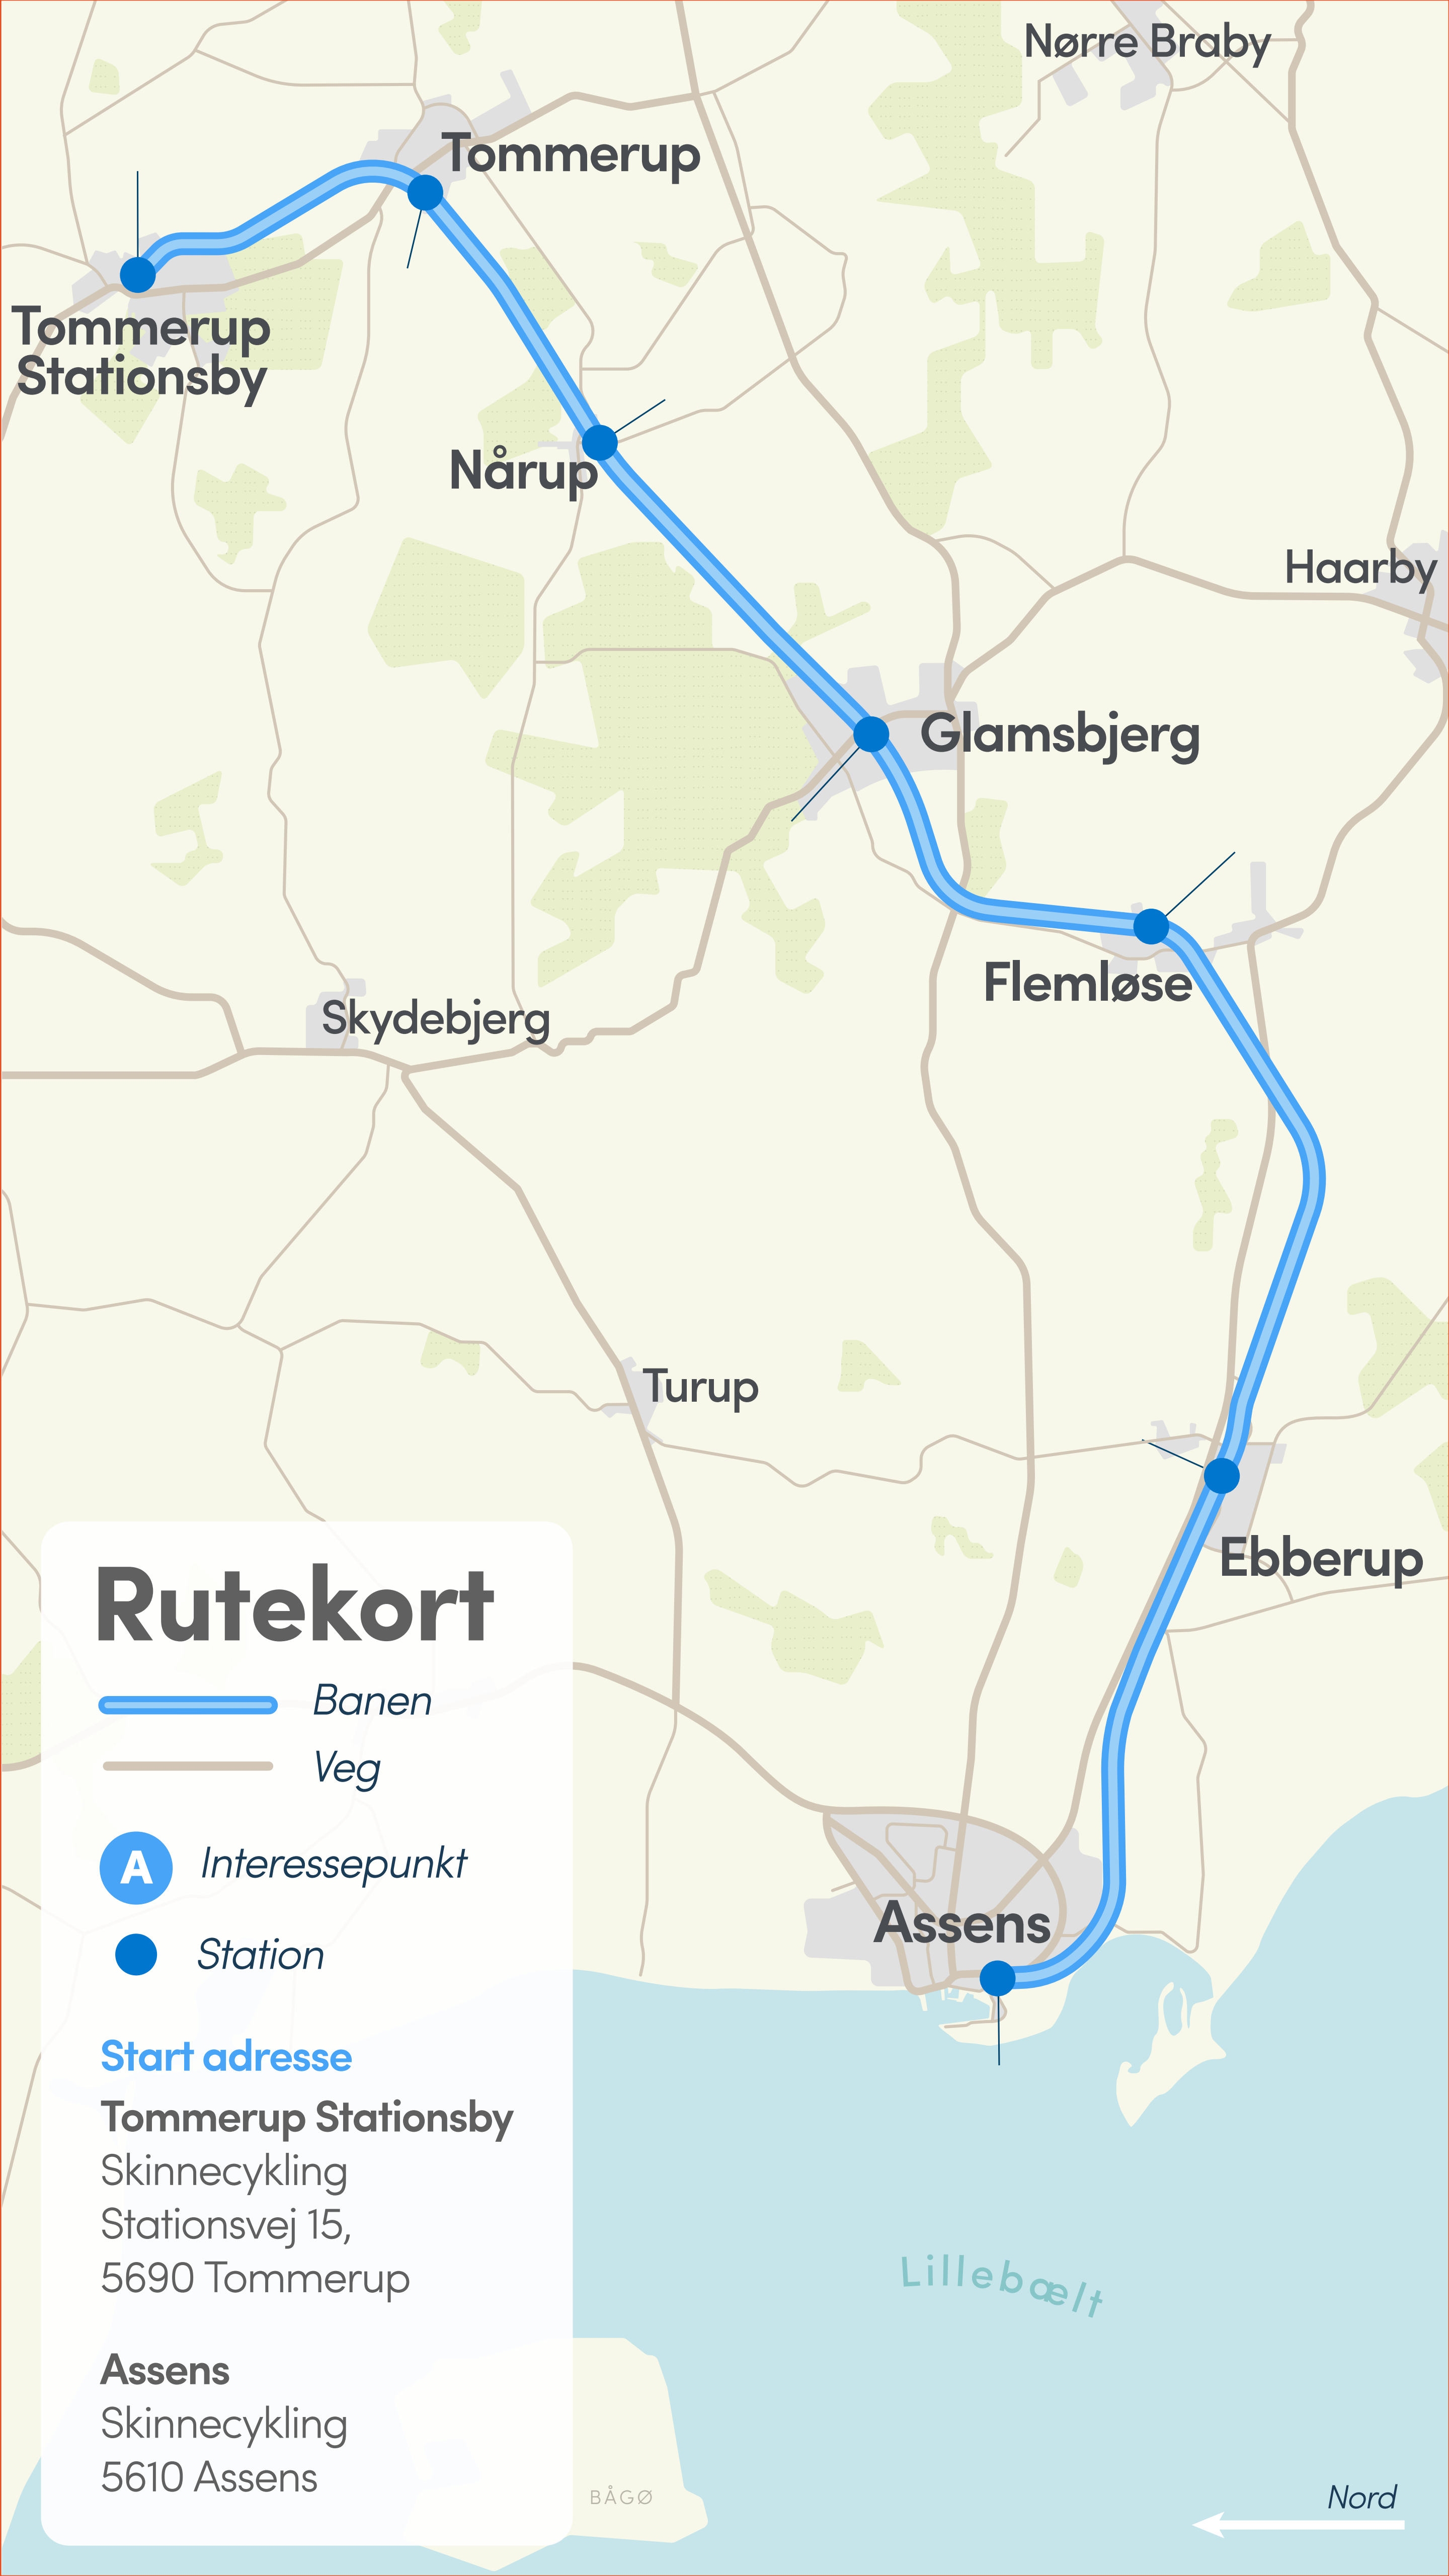 Nørre Braby
Tommerup
Tommerup
Stationsby
Nårup
Haarby
Glamsbjerg
Flemløse
Skydebjerg
Turup
Ebberup
Rutekort
Banen
Veg
A
Interessepunkt
Station
Assens
Start adresse
Tommerup Stationsby
Skinnecykling
Stationsvej 15,
5690 Tommerup
Assens
Skinnecykling
5610 Assens
Lillebælt
BÅGØ
Nord